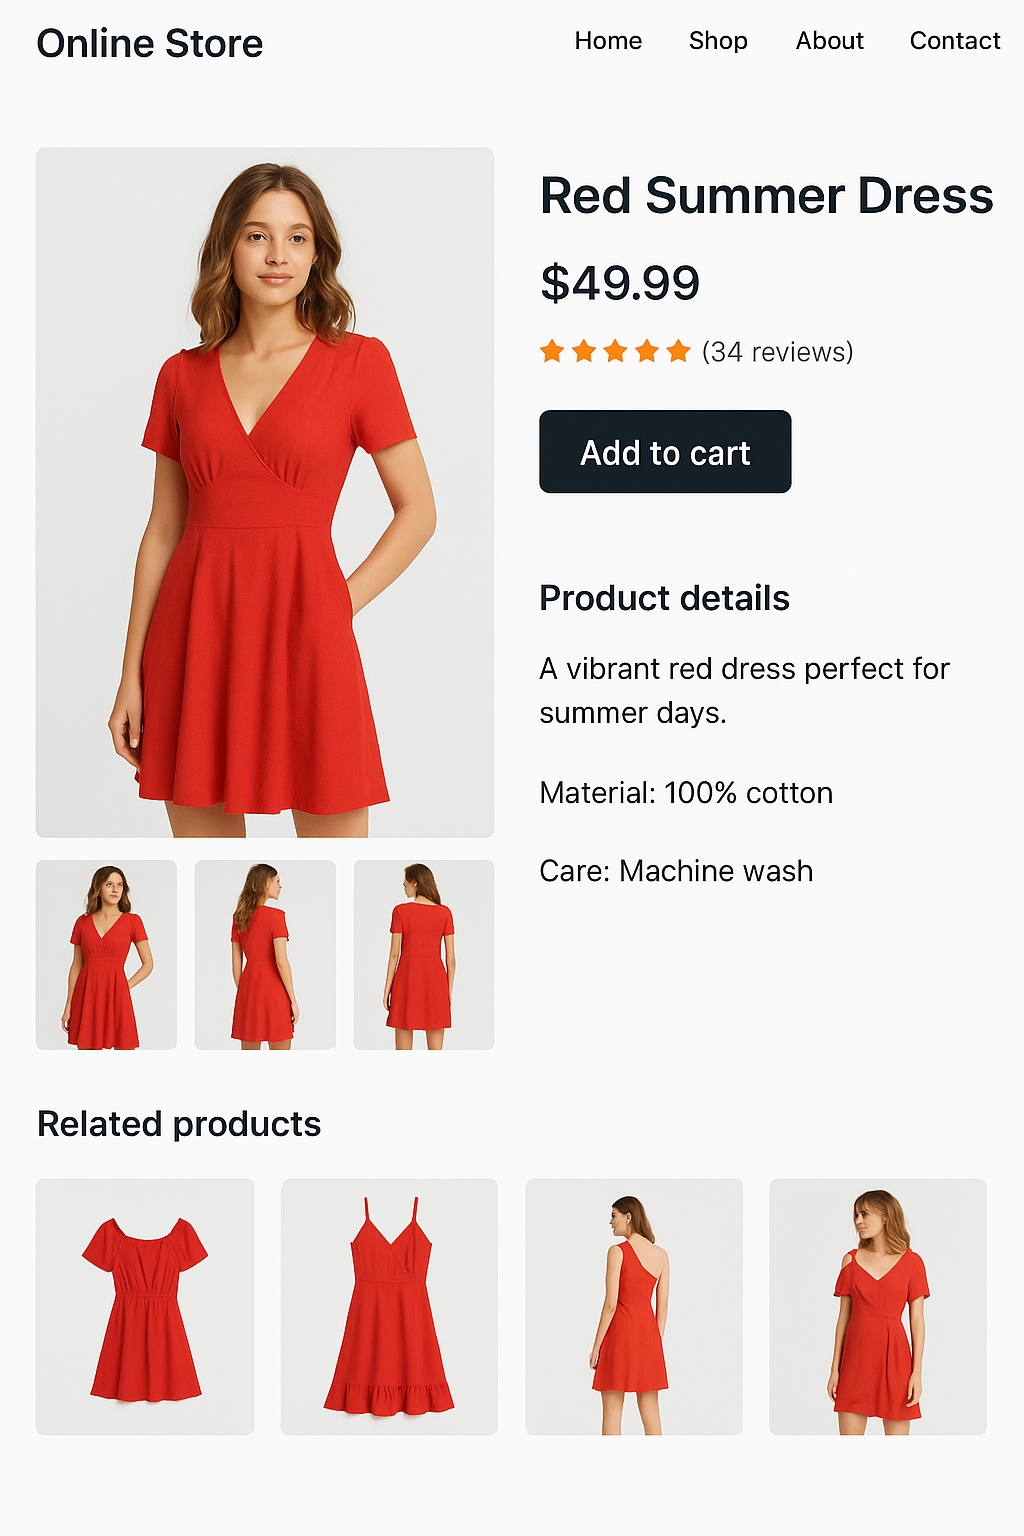 Online Store
Home Shop About Contact
Red Summer Dress
$49.99
(34 reviews)
Add to cart
Product details
A vibrant red dress perfect for
summer days.
Material: 100% cotton
Care: Machine wash
Related products